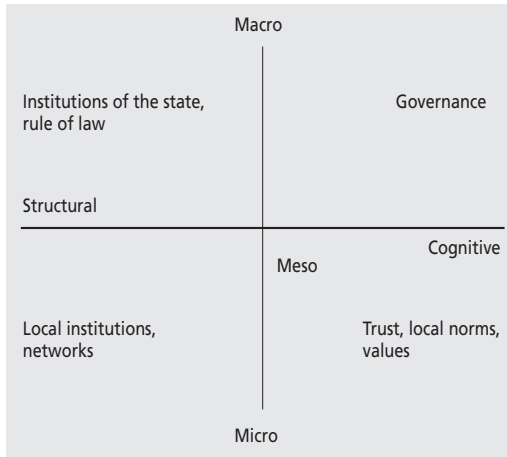 Macro
Institutions of the state,
rule of law
Governance
Structural
Cognitive
Meso
Local institutions,
networks
Trust, local norms,
values
Micro